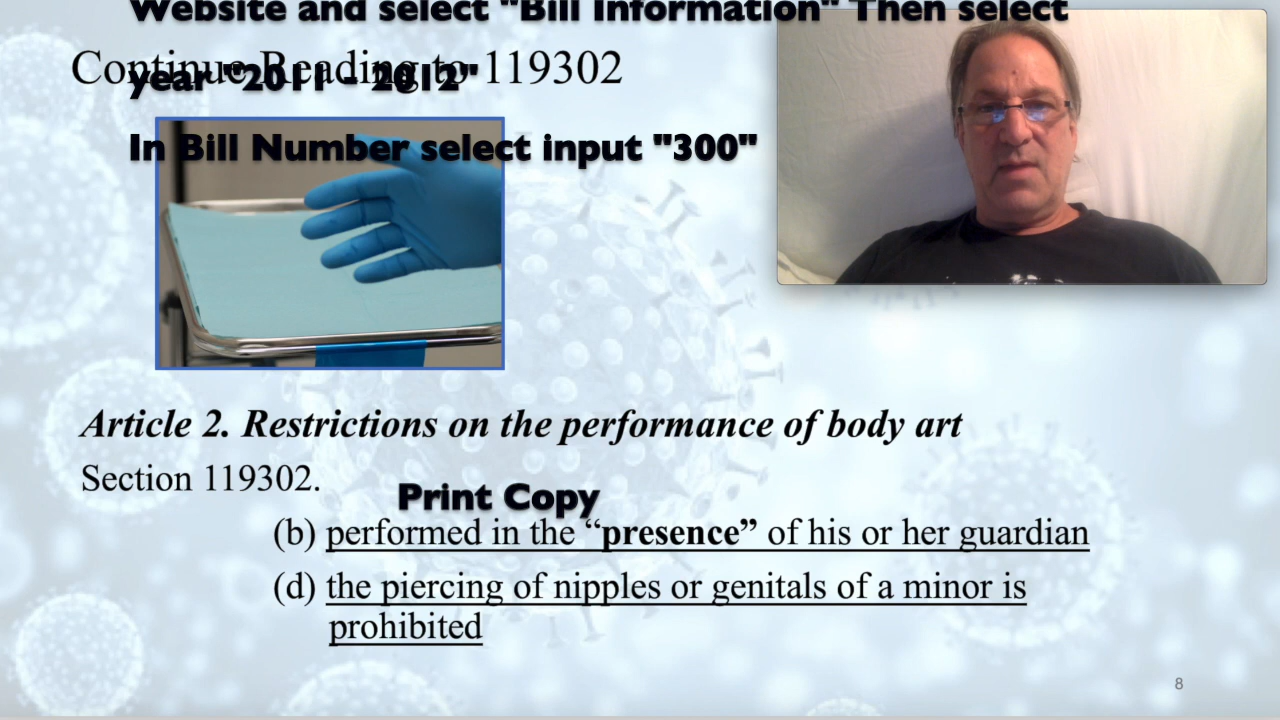 Website and select "Bill Information" Then select
Continue Reading to 119302
year "2011 - 2012"
In Bill Number select input "300"
Article 2. Restrictions on the performance of body art
Section 119302.
Print Copy
(b) performed in the “presence” of his or her guardian
(d) the piercing of nipples or genitals of a minor is
prohibited
8